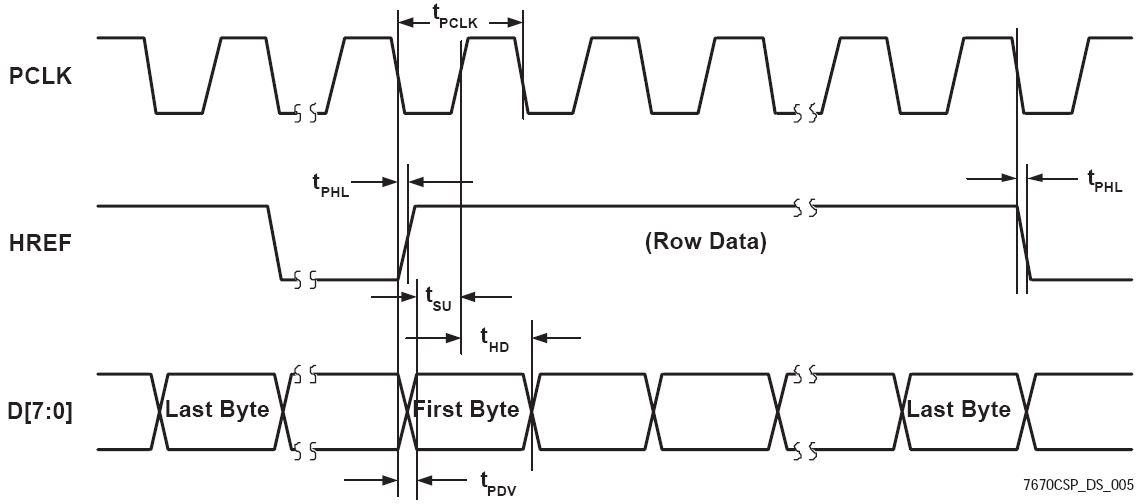 tPCLK
PCLK
tPHL
tPHL
HREF
(Row Data)
tSU
tHD
D[7:0]
Last Byte
First Byte
Last Byte
tPDV
7670CSP_DS_005